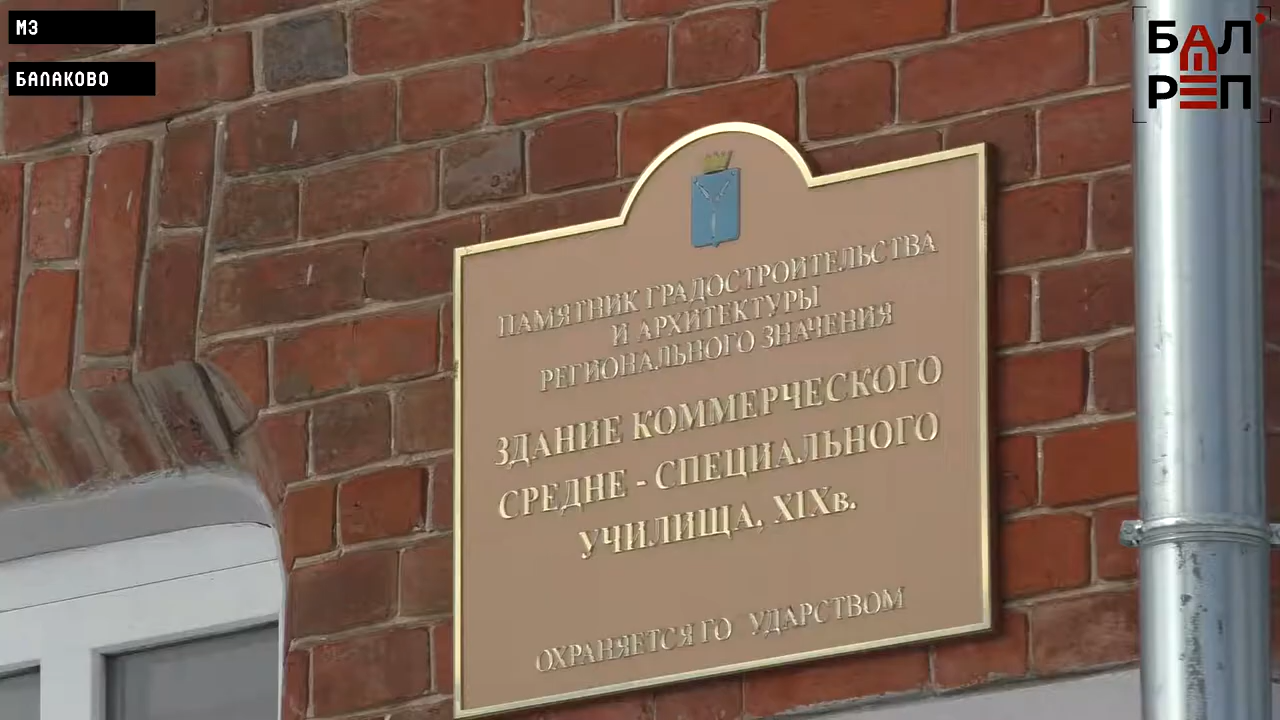 МЗ
БАЛАКОВО
БАЛ
РЕП
ПАМЯТНИК ГРАДОСТРОИТЕЛЬСТВА
И АРХИТЕКТУРЫ
РЕГИОНАЛЬНОГО ЗНАЧЕНИЯ
ЗДАНИЕ КОММЕРЧЕСКОГО
СРЕДНЕ - СПЕЦИАЛЬНОГО
УЧИЛИЩА, XIXв.
ОХРАНЯЕТСЯ ГО УДАРСТВОМ